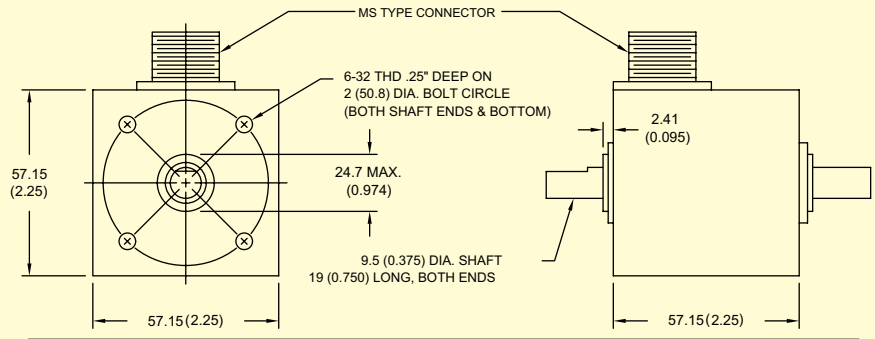 MS TYPE CONNECTOR
6-32 THD .25" DEEP ON
2 (50.8) DIA. BOLT CIRCLE
(BOTH SHAFT ENDS & BOTTOM)
2.41
(0.095)
57.15
(2.25)
24.7 MAX.
(0.974)
9.5 (0.375) DIA. SHAFT
19 (0.750) LONG, BOTH ENDS
57.15(2.25)
57.15(2.25)